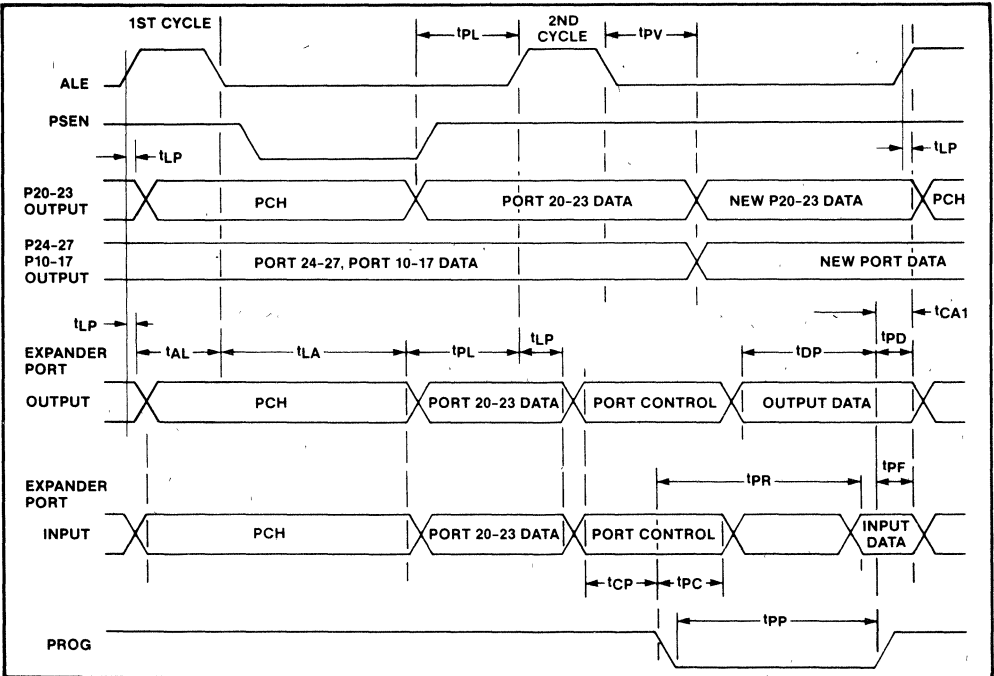 1ST CYCLE
2ND
CYCLE
tPL
tPV
ALE
PSEN
tLP
tLP
P20-23
OUTPUT
PCH
PORT 20-23 DATA
NEW P20-23 DATA
PCH
P24-27
P10-17
OUTPUT
PORT 24-27, PORT 10-17 DATA
NEW PORT DATA
tLP
tCA1
EXPANDER
PORT
OUTPUT
tAL
tLA
tPL
tLP
tDP
tPD
PCH
PORT 20-23 DATA
PORT CONTROL
OUTPUT DATA
EXPANDER
PORT
INPUT
tPR
tPF
PCH
PORT 20-23 DATA
PORT CONTROL
INPUT
DATA
tCP
tPC
tPP
PROG